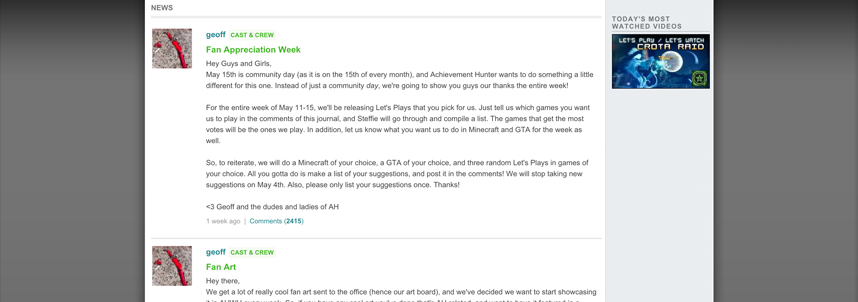 NEWS
geoff CAST & CREW
Fan Appreciation Week
Hey Guys and Girls,
May 15th is community day (as it is on the 15th of every month), and Achievement Hunter wants to do something a little
different for this one. Instead of just a community day, we're going to show you guys our thanks the entire week!
For the entire week of May 11-15, we'll be releasing Let's Plays that you pick for us. Just tell us which games you want
us to play in the comments of this journal, and Steffie will go through and compile a list. The games that get the most
votes will be the ones we play. In addition, let us know what you want us to do in Minecraft and GTA for the week as
well.
So, to reiterate, we will do a Minecraft of your choice, a GTA of your choice, and three random Let's Plays in games of
your choice. All you gotta do is make a list of your suggestions, and post it in the comments! We will stop taking new
suggestions on May 4th. Also, please only list your suggestions once. Thanks!
<3 Geoff and the dudes and ladies of AH
1 week ago | Comments (2415)
geoff CAST & CREW
Fan Art
Hey there,
We get a lot of really cool fan art sent to the office (hence our art board), and we've decided we want to start showcasing
TODAY'S MOST
WATCHED VIDEOS
LET'S PLAY / LET'S WATCH
CROTA RAID